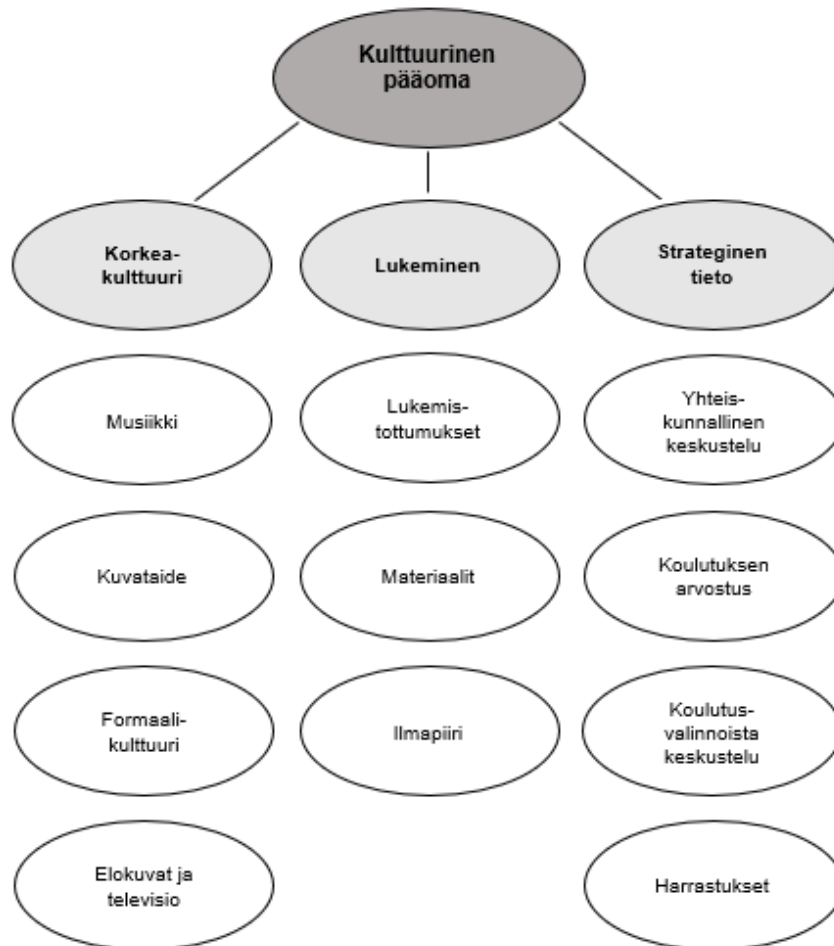 Kulttuurinen
pääoma
Korkea-
kulttuuri
Lukeminen
Strateginen
tieto
Musiikki
Lukemis-
tottumukset
Yhteis-
kunnallinen
keskustelu
Kuvataide
Materiaalit
Koulutuksen
arvostus
Formaali-
kulttuuri
Ilmapiiri
Koulutus-
valinnoista
keskustelu
Elokuvat ja
televisio
Harrastukset